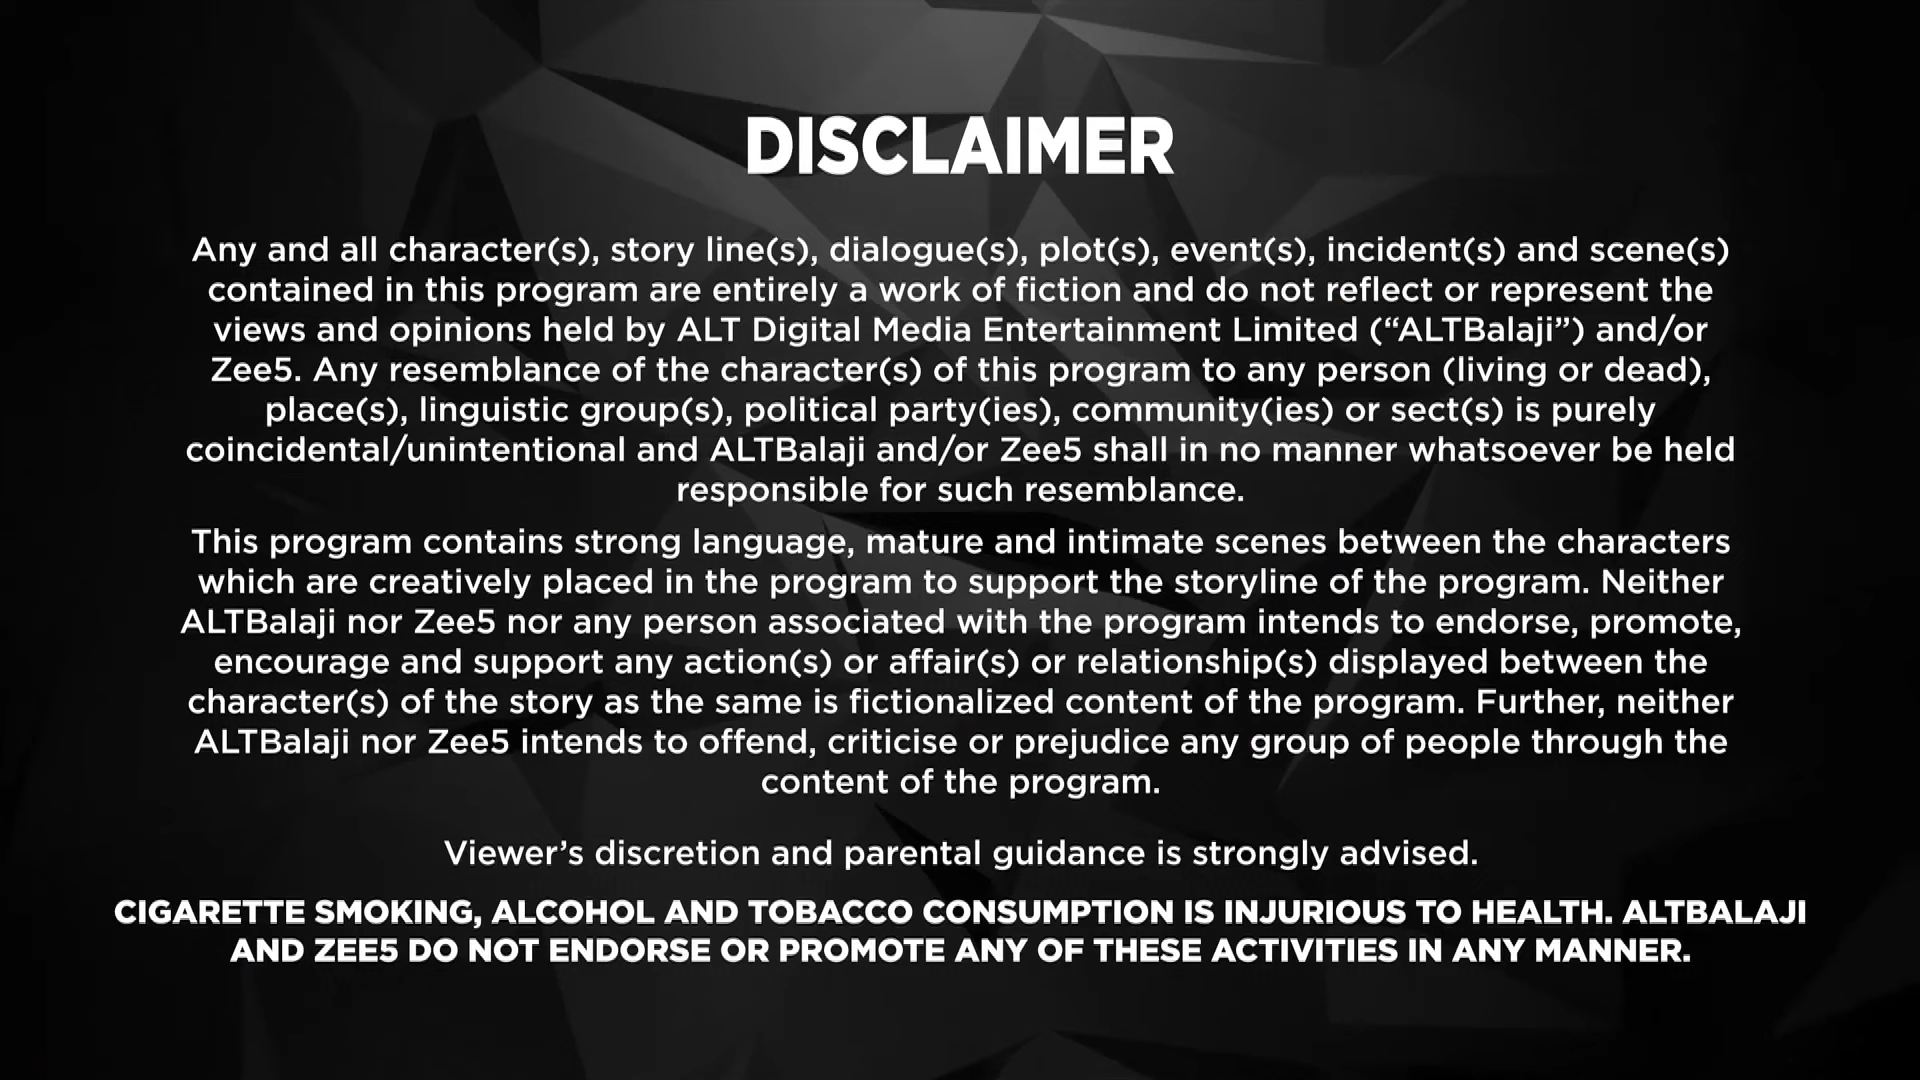 DISCLAIMER
Any and all character(s), story line(s), dialogue(s), plot(s), event(s), incident(s) and scene(s)
contained in this program are entirely a work of fiction and do not reflect or represent the
views and opinions held by ALT Digital Media Entertainment Limited (“ALTBalaji”) and/or
Zee5. Any resemblance of the character(s) of this program to any person (living or dead),
place(s), linguistic group(s), political party(ies), community(ies) or sect(s) is purely
coincidental/unintentional and ALTBalaji and/or Zee5 shall in no manner whatsoever be held
responsible for such resemblance.
This program contains strong language, mature and intimate scenes between the characters
which are creatively placed in the program to support the storyline of the program. Neither
ALTBalaji nor Zee5 nor any person associated with the program intends to endorse, promote,
encourage and support any action(s) or affair(s) or relationship(s) displayed between the
character(s) of the story as the same is fictionalized content of the program. Further, neither
ALTBalaji nor Zee5 intends to offend, criticise or prejudice any group of people through the
content of the program.
Viewer’s discretion and parental guidance is strongly advised.
CIGARETTE SMOKING, ALCOHOL AND TOBACCO CONSUMPTION IS INJURIOUS TO HEALTH. ALTBALAJI
AND ZEE5 DO NOT ENDORSE OR PROMOTE ANY OF THESE ACTIVITIES IN ANY MANNER.